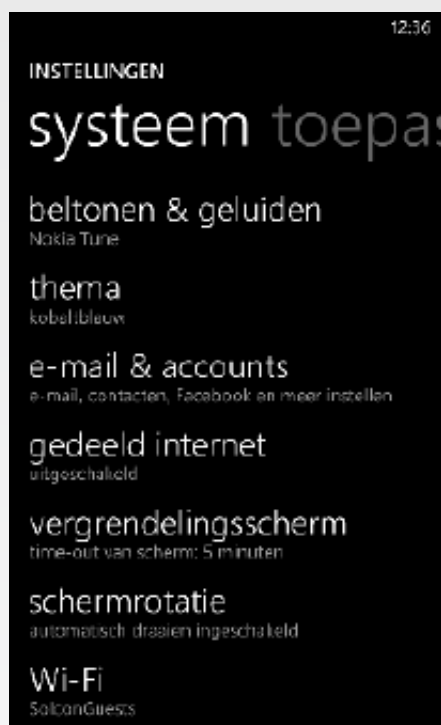 12:36
INSTELLINGEN
systeem toepas
beltonen & geluiden
Nokia Tune
thema
kobaltblauw
e-mail & accounts
e-mail, contacten, Facebook en meer instellen
gedeeld internet
uitgeschakeld
vergrendelingsscherm
time-out van scherm: 5 minuten
schermrotatie
automatisch draaien ingeschakeld
Wi-Fi
SolconGuests